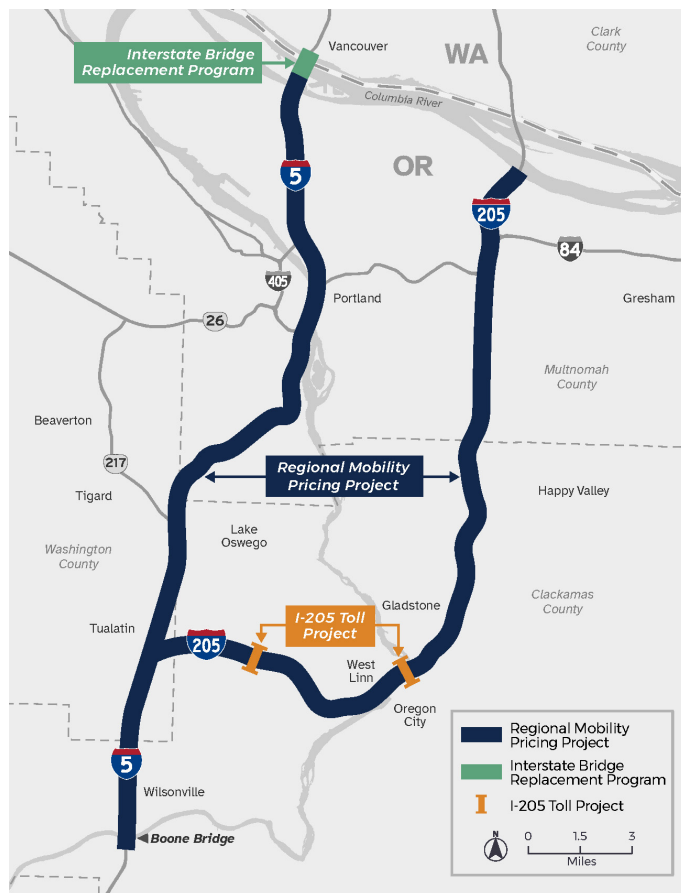 Interstate Bridge
Replacement Program
Vancouver
WA
Clark
County
Columbia River
OR
5
205
84
405
Portland
Gresham
26
Multnomah
County
Beaverton
217
Regional Mobility
Pricing Project
Tigard
Happy Valley
Lake
Oswego
Washington
County
Clackamas
County
Gladstone
I-205 Toll
Project
Tualatin
205
West
Linn
Oregon
City
5
Wilsonville
Boone Bridge
Regional Mobility
Pricing Project
Interstate Bridge
Replacement Program
I-205 Toll Project
N
0 1.5 3
Miles